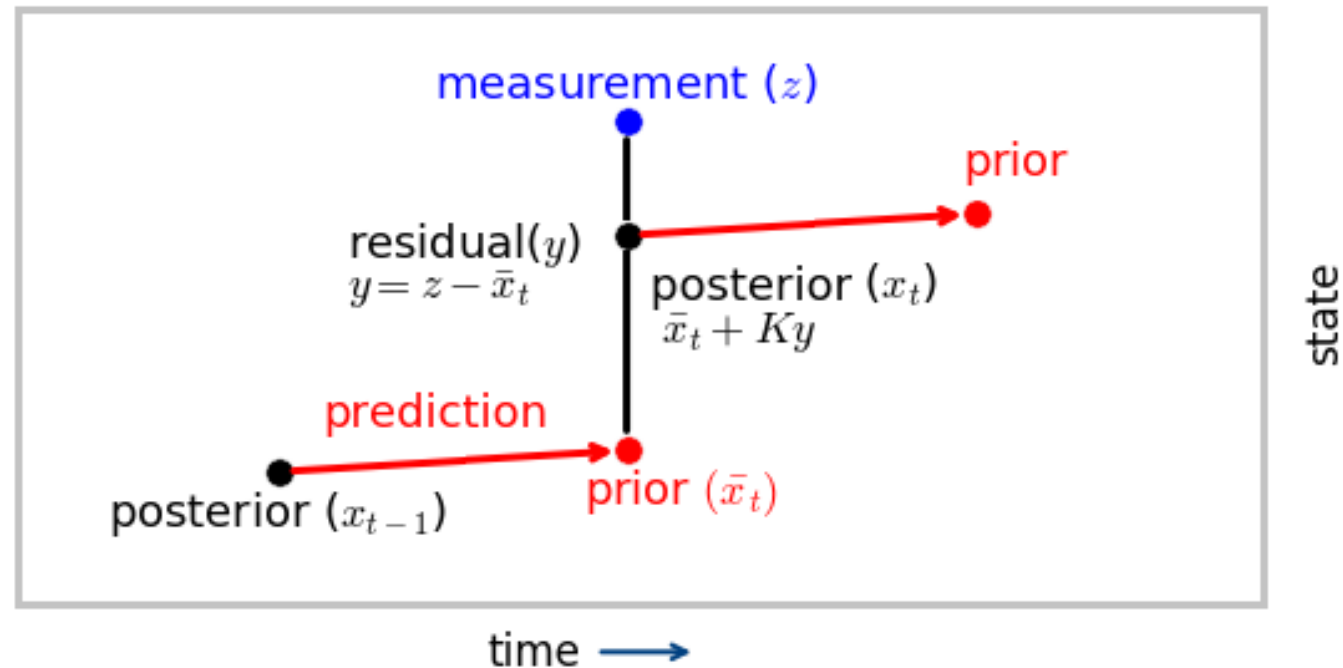 measurement (z)
prior
residual(y)
y = z − x̄ₜ
posterior (xₜ)
x̄ₜ + Ky
prediction
prior (x̄ₜ)
posterior (xₜ₋₁)
state
time